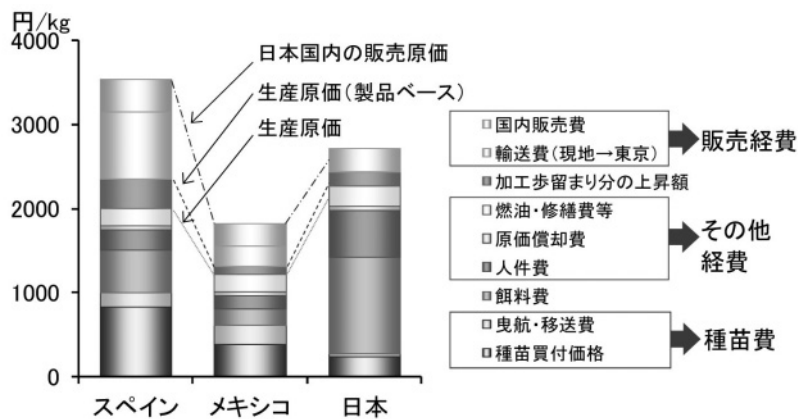 円/kg
4000
3000
2000
1000
0
スペイン
メキシコ
日本
日本国内の販売原価
生産原価(製品ベース)
生産原価
国内販売費
輸送費(現地→東京)
加工歩留まり分の上昇額
燃油・修繕費等
原価償却費
人件費
餌料費
曳航・移送費
種苗買付価格
販売経費
その他
経費
種苗費